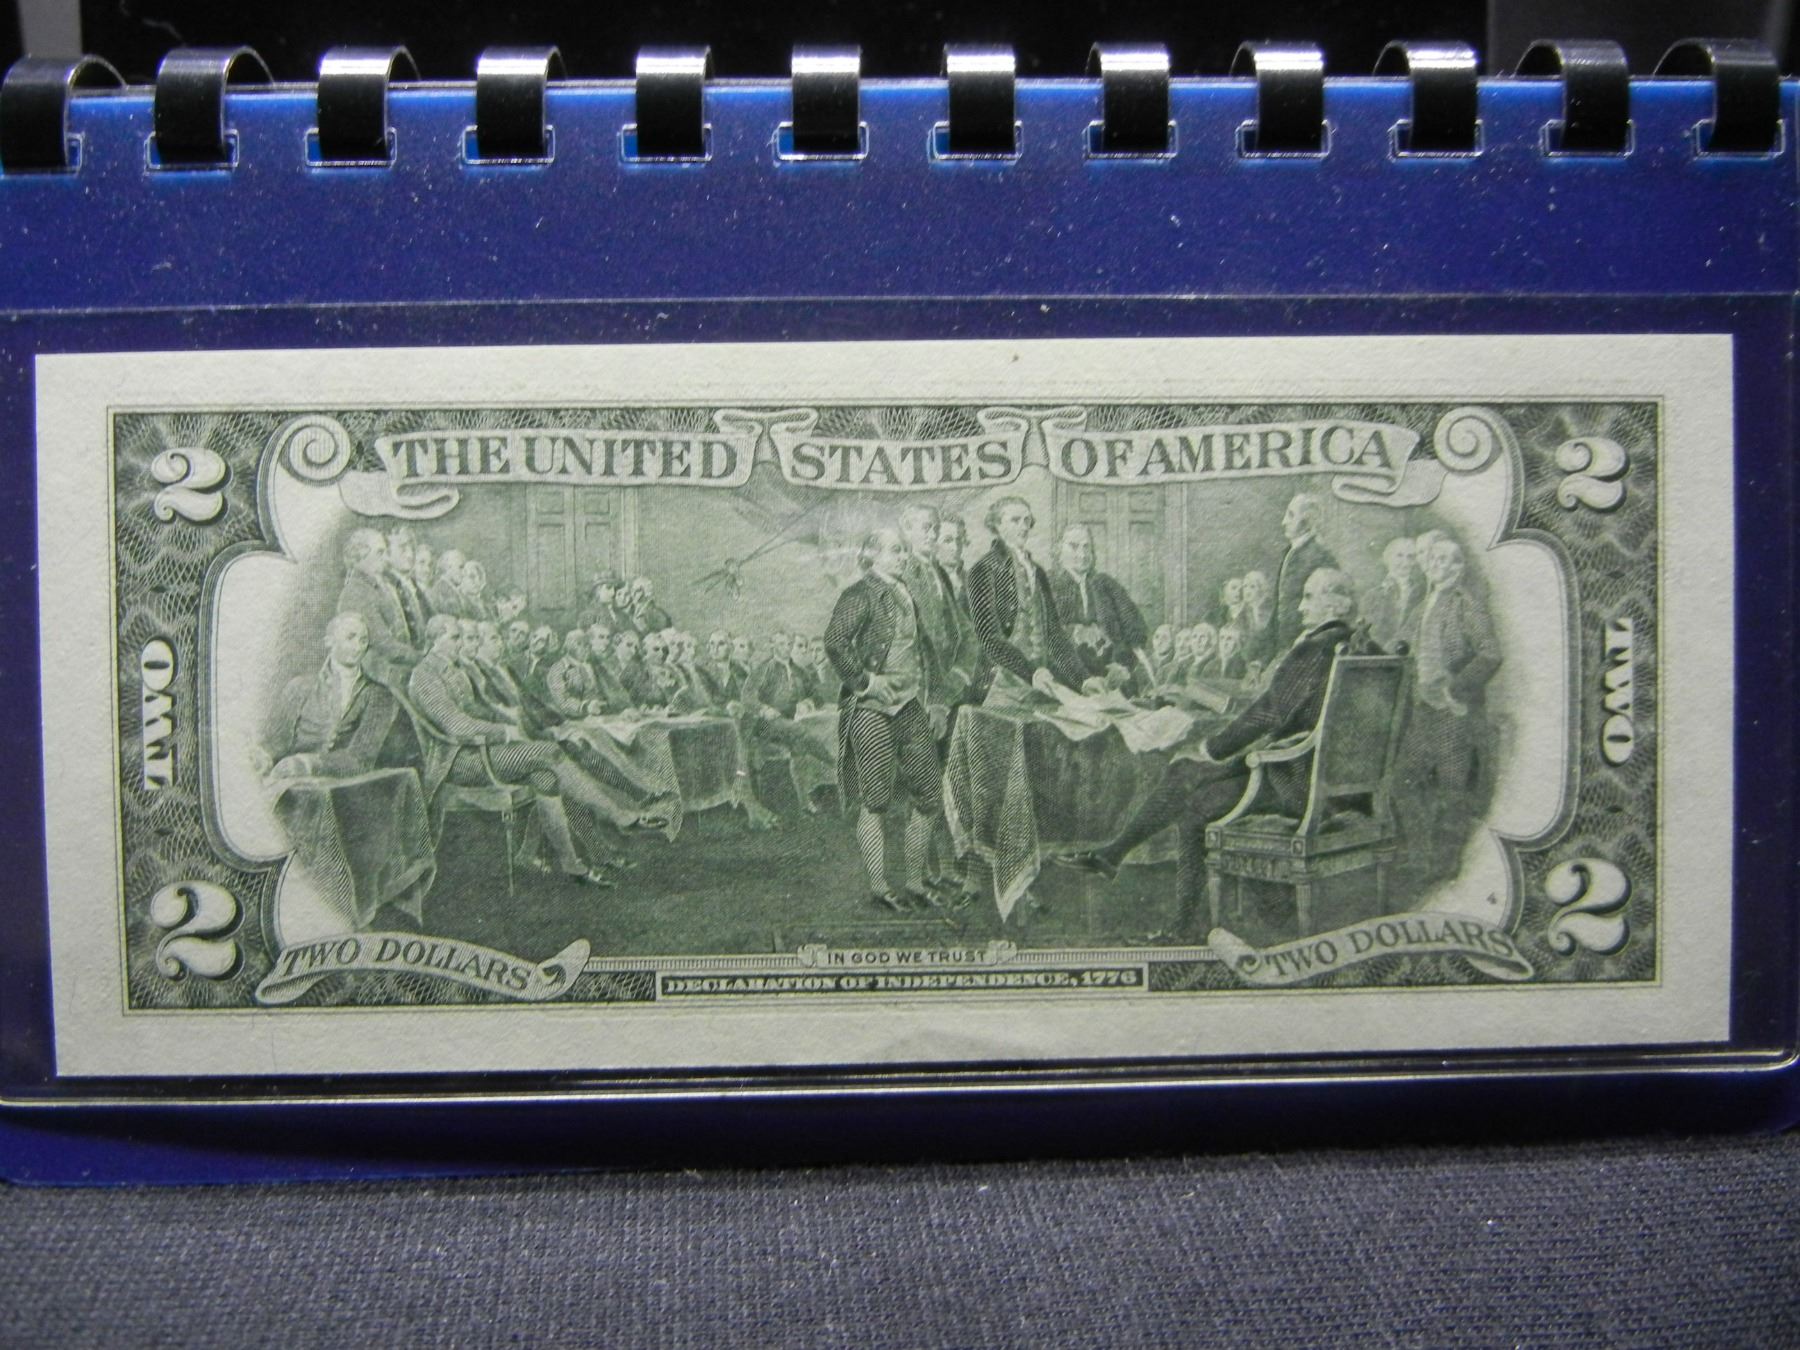 THE UNITED STATES OF AMERICA
2 2
TWO TWO
2 2
TWO DOLLARS IN GOD WE TRUST TWO DOLLARS
DECLARATION OF INDEPENDENCE, 1776
4